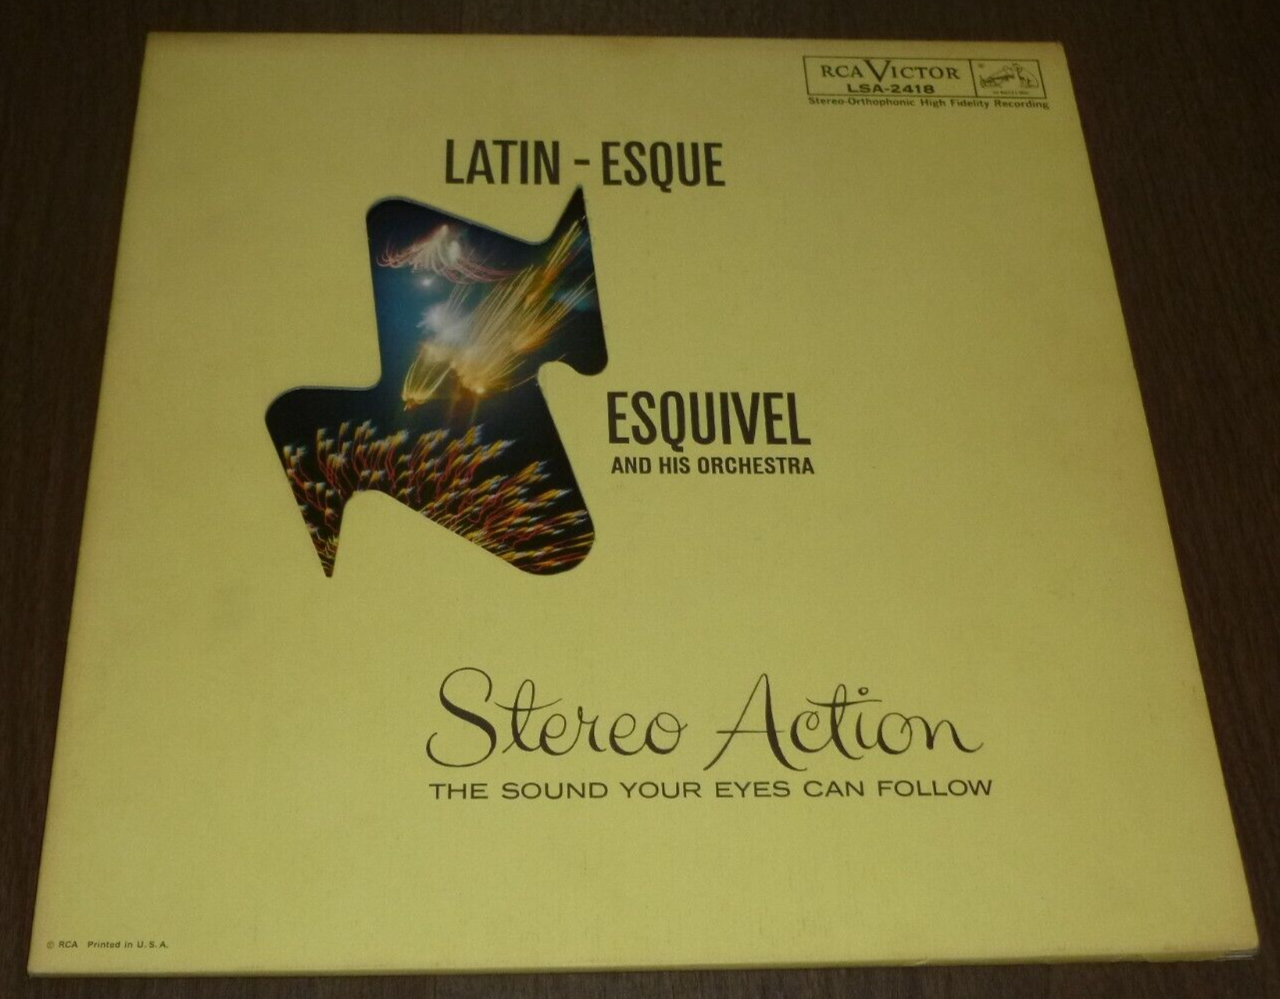 RCA VICTOR
LSA-2418
Stereo-Orthophonic High Fidelity Recording
LATIN - ESQUE
ESQUIVEL
AND HIS ORCHESTRA
Stereo Action
THE SOUND YOUR EYES CAN FOLLOW
© RCA Printed in U.S.A.